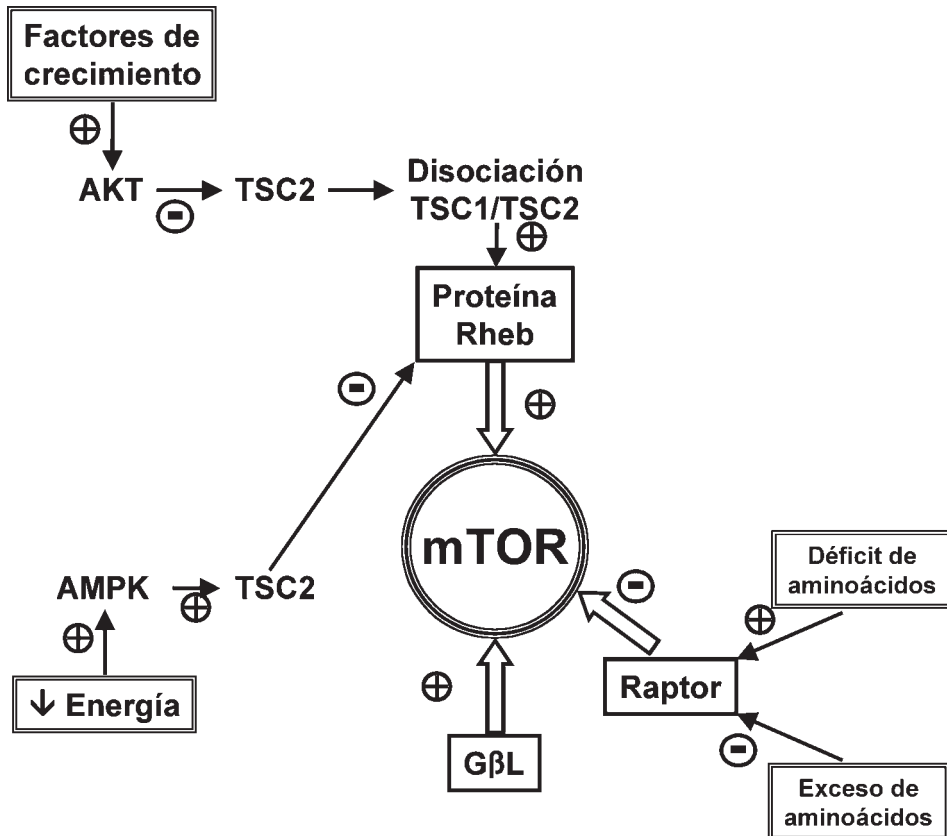 Factores de
crecimiento
⊕
AKT
⊖
TSC2
Disociación
TSC1/TSC2
⊕
Proteína
Rheb
⊖
⊕
mTOR
AMPK
⊕
TSC2
⊕
↓ Energía
⊕
GβL
⊖
Raptor
Déficit de
aminoácidos
⊕
⊖
Exceso de
aminoácidos